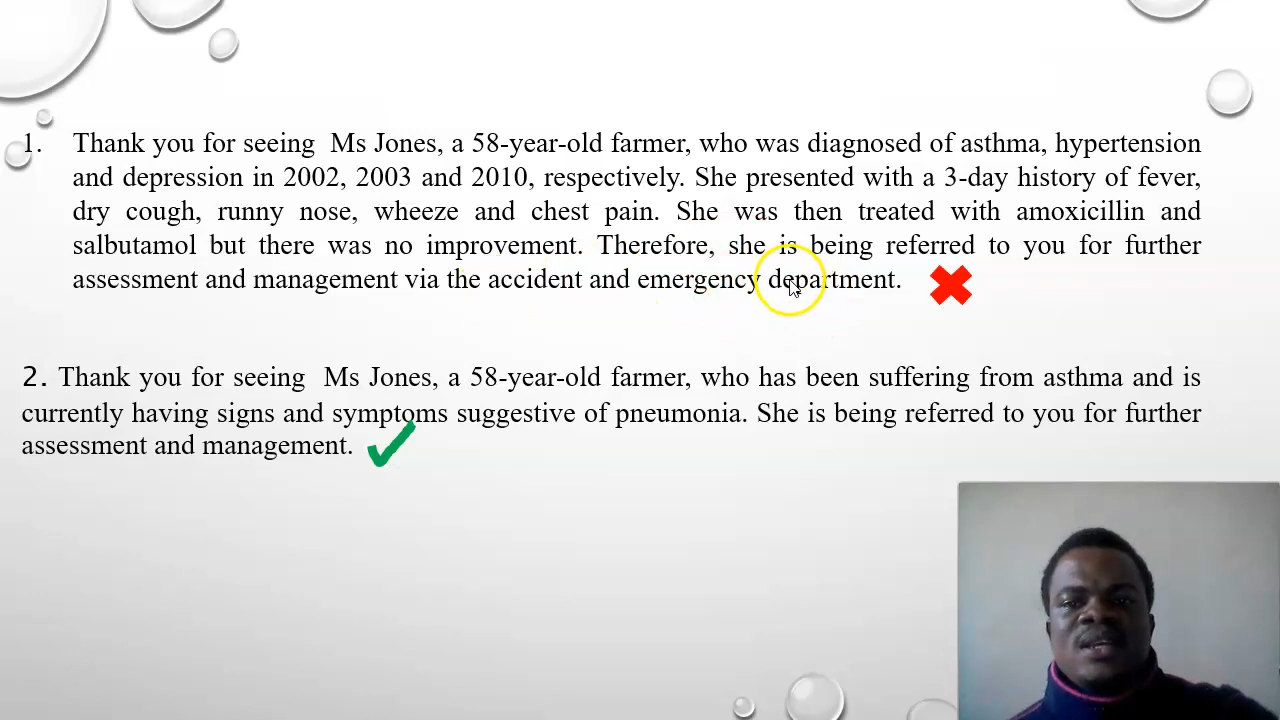 1. Thank you for seeing Ms Jones, a 58-year-old farmer, who was diagnosed of asthma, hypertension
and depression in 2002, 2003 and 2010, respectively. She presented with a 3-day history of fever,
dry cough, runny nose, wheeze and chest pain. She was then treated with amoxicillin and
salbutamol but there was no improvement. Therefore, she is being referred to you for further
assessment and management via the accident and emergency department.
2. Thank you for seeing Ms Jones, a 58-year-old farmer, who has been suffering from asthma and is
currently having signs and symptoms suggestive of pneumonia. She is being referred to you for further
assessment and management.